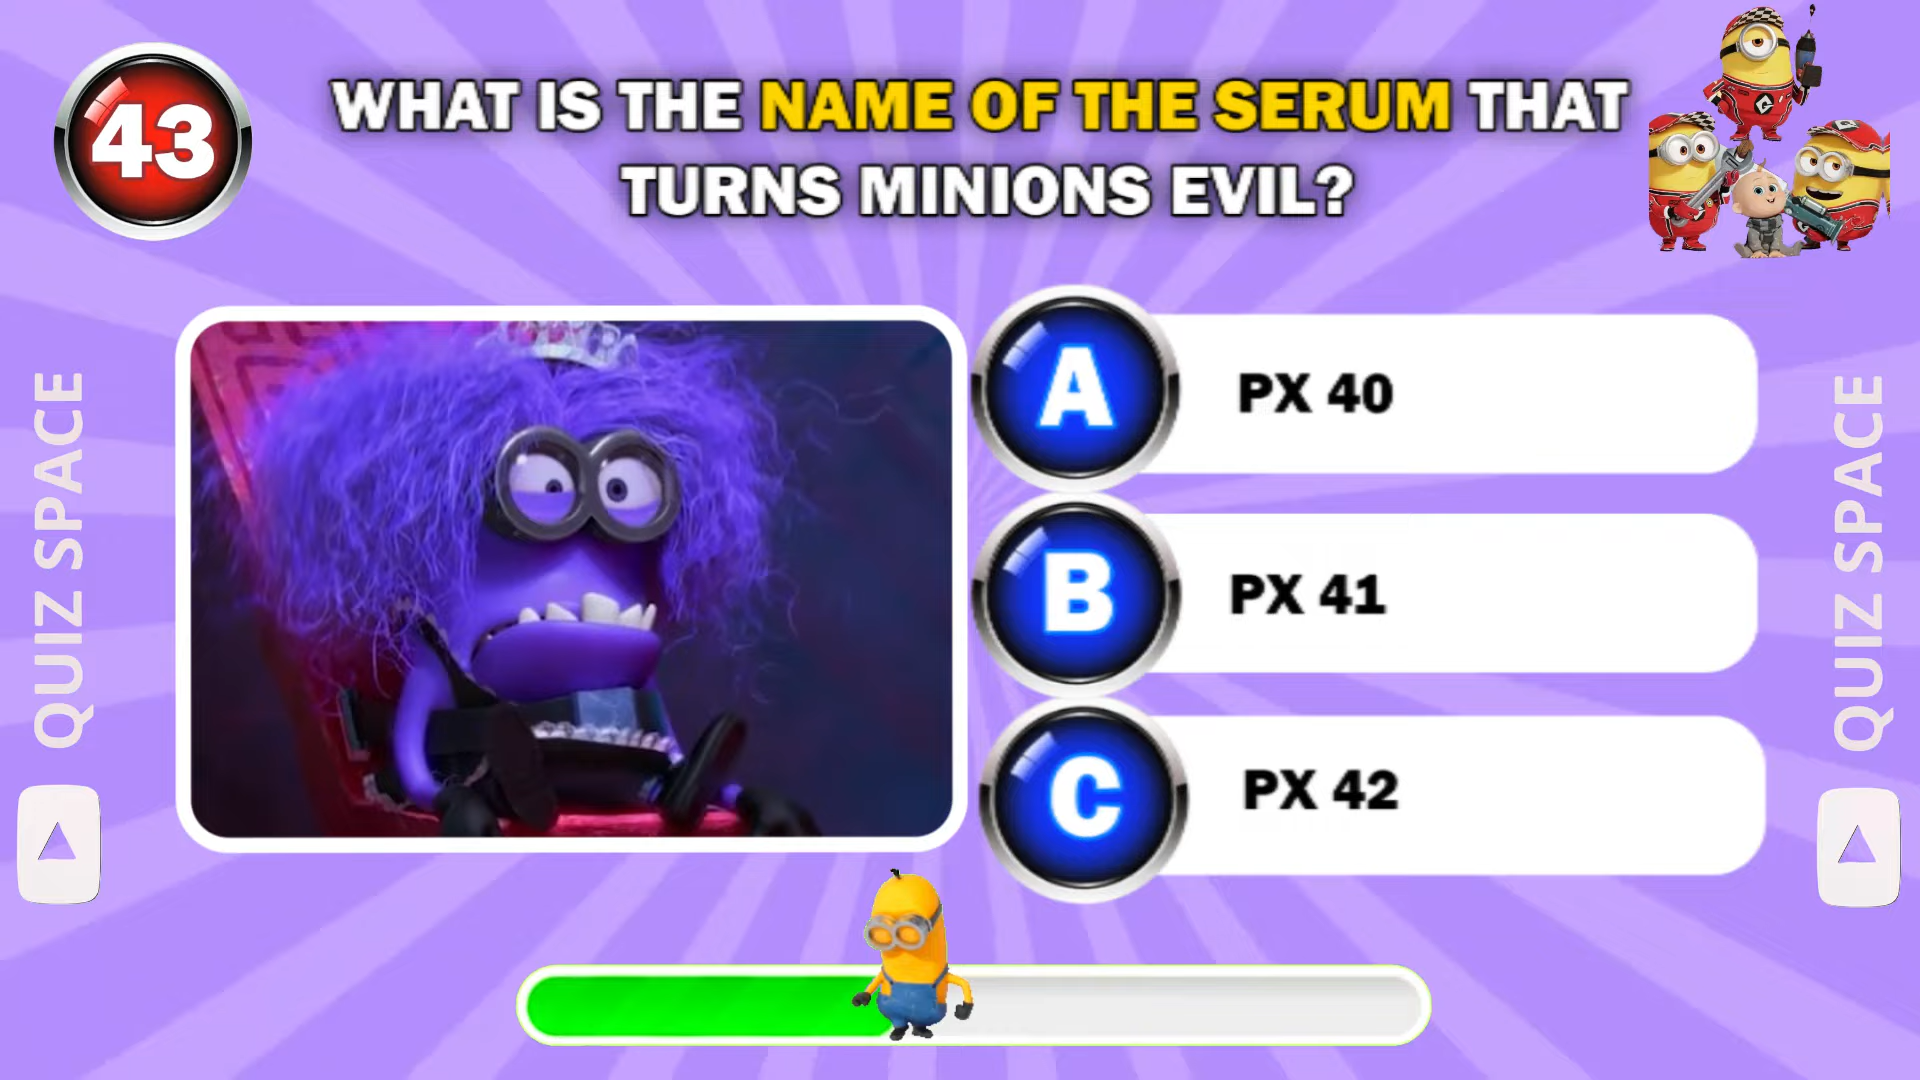 43
WHAT IS THE NAME OF THE SERUM THAT
TURNS MINIONS EVIL?
QUIZ SPACE
A
PX 40
B
PX 41
C
PX 42
QUIZ SPACE